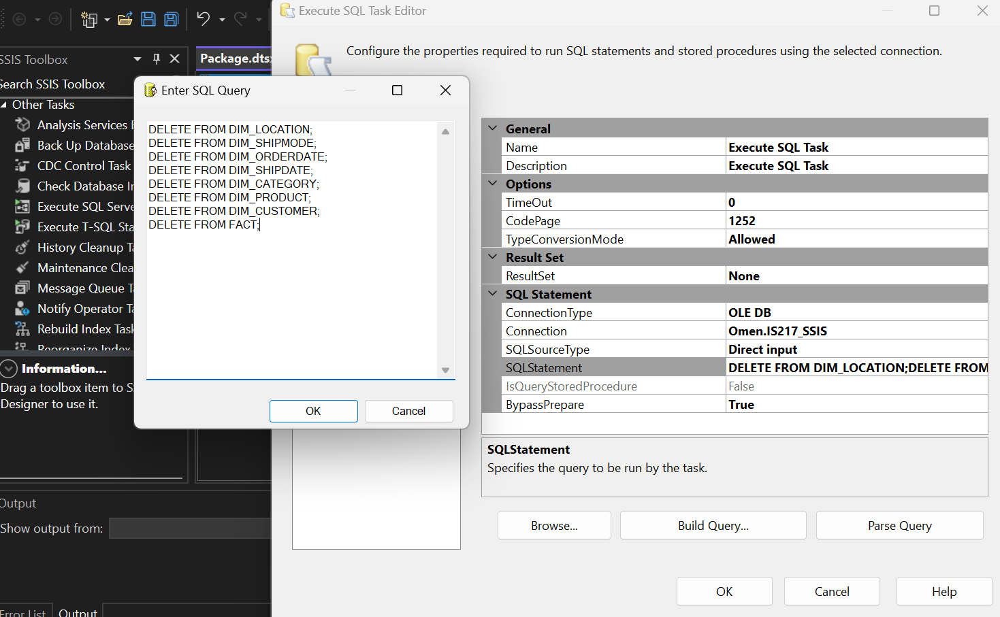 Execute SQL Task Editor
Configure the properties required to run SQL statements and stored procedures using the selected connection.
SSIS Toolbox
Package.dtsx
Search SSIS Toolbox
Other Tasks
Analysis Services E
Back Up Database
CDC Control Task
Check Database In
Execute SQL Serve
Execute T-SQL Sta
History Cleanup Ta
Maintenance Clea
Message Queue T
Notify Operator Ta
Rebuild Index Task
Reorganize Index
Information...
Drag a toolbox item to S
Designer to use it.
Output
Show output from:
Error List
Output
Enter SQL Query
DELETE FROM DIM_LOCATION;
DELETE FROM DIM_SHIPMODE;
DELETE FROM DIM_ORDERDATE;
DELETE FROM DIM_SHIPDATE;
DELETE FROM DIM_CATEGORY;
DELETE FROM DIM_PRODUCT;
DELETE FROM DIM_CUSTOMER;
DELETE FROM FACT;
OK
Cancel
General
Name Execute SQL Task
Description Execute SQL Task
Options
TimeOut 0
CodePage 1252
TypeConversionMode Allowed
Result Set
ResultSet None
SQL Statement
ConnectionType OLE DB
Connection Omen.IS217_SSIS
SQLSourceType Direct input
SQLStatement DELETE FROM DIM_LOCATION;DELETE FROM
IsQueryStoredProcedure False
BypassPrepare True
SQLStatement
Specifies the query to be run by the task.
Browse...
Build Query...
Parse Query
OK
Cancel
Help